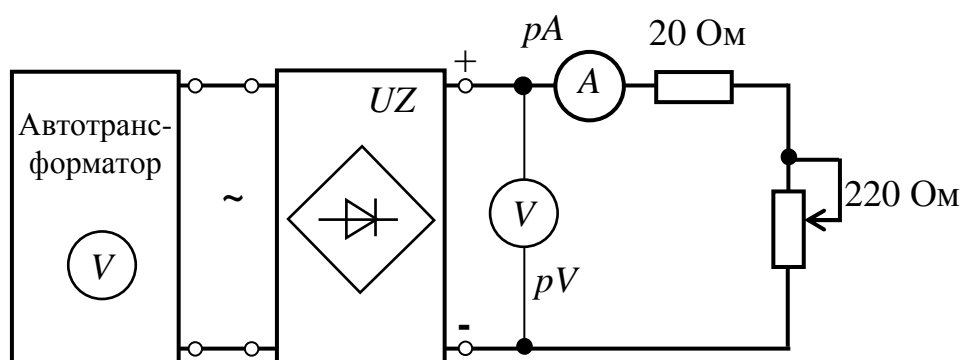 pA
20 Ом
+
UZ
A
Автотранс-
форматор
~
220 Ом
V
V
pV
-